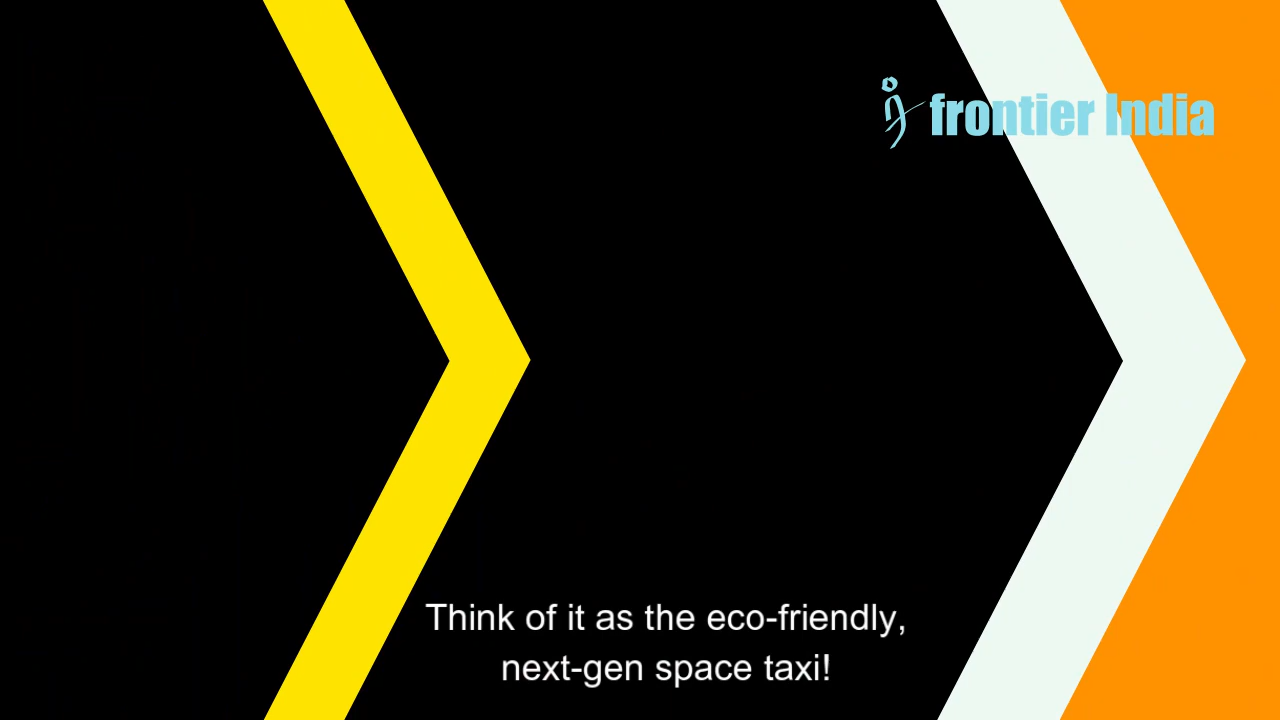 frontier India
Think of it as the eco-friendly,
next-gen space taxi!